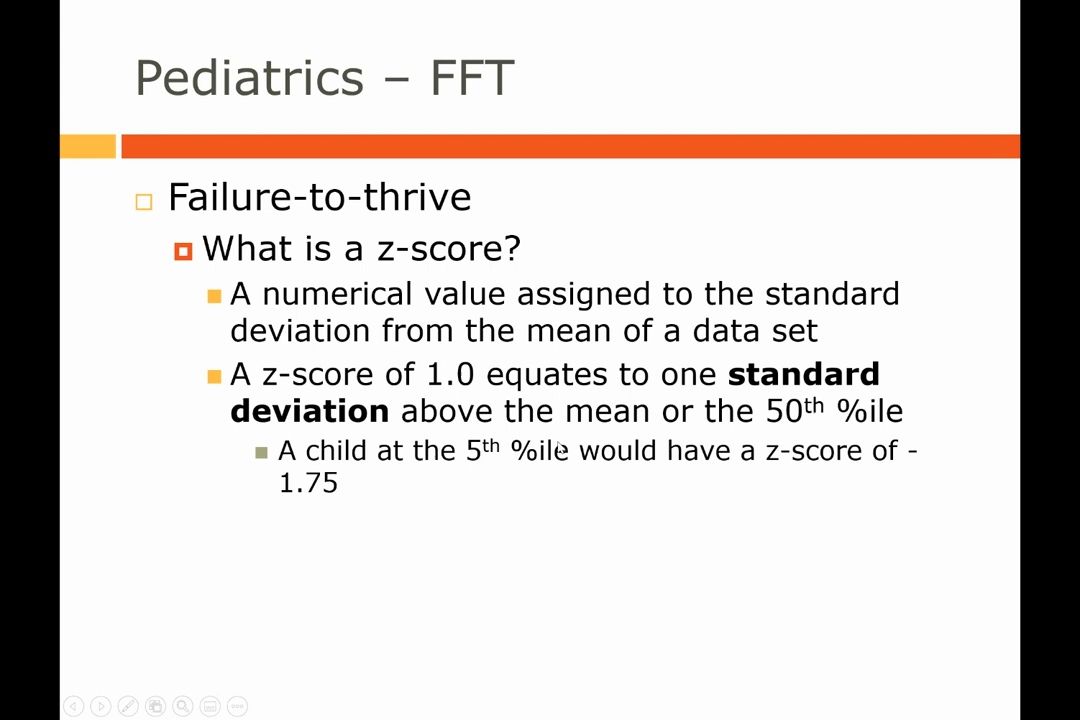 Pediatrics – FFT
Failure-to-thrive
What is a z-score?
A numerical value assigned to the standard
deviation from the mean of a data set
A z-score of 1.0 equates to one standard
deviation above the mean or the 50th %ile
A child at the 5th %ile would have a z-score of -
1.75